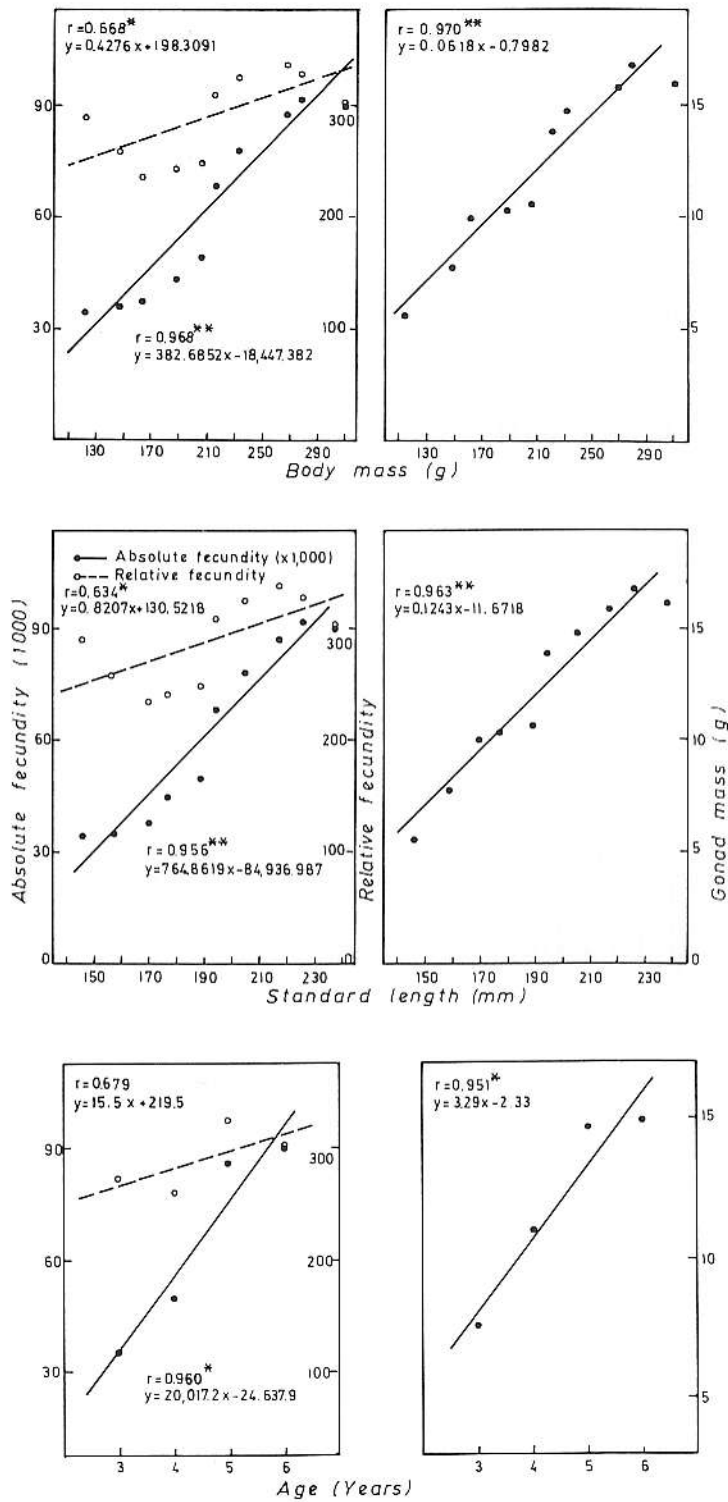 r=0.668*
y=0.4276x+198.3091
90
60
30
300
200
100
r=0.968**
y=382.6852x-18,447.382
r=0.970**
y=0.0618x-0.7982
15
10
5
130 170 210 250 290
130 170 210 250 290
Body mass (g)
Absolute fecundity (x1,000)
Relative fecundity
r=0.634*
y=0.8207x+130.5218
90
60
30
0
300
200
100
0
r=0.956**
y=764.8619x-84,936.987
r=0.963**
y=0.1243x-11.6718
15
10
5
0
Absolute fecundity (1000)
Relative fecundity
Gonad mass (g)
150 170 190 210 230
150 170 190 210 230
Standard length (mm)
r=0.679
y=15.5x+219.5
90
60
30
300
200
100
r=0.960*
y=20,017.2x-24.637.9
r=0.951*
y=3.29x-2.33
15
10
5
3 4 5 6
3 4 5 6
Age (Years)